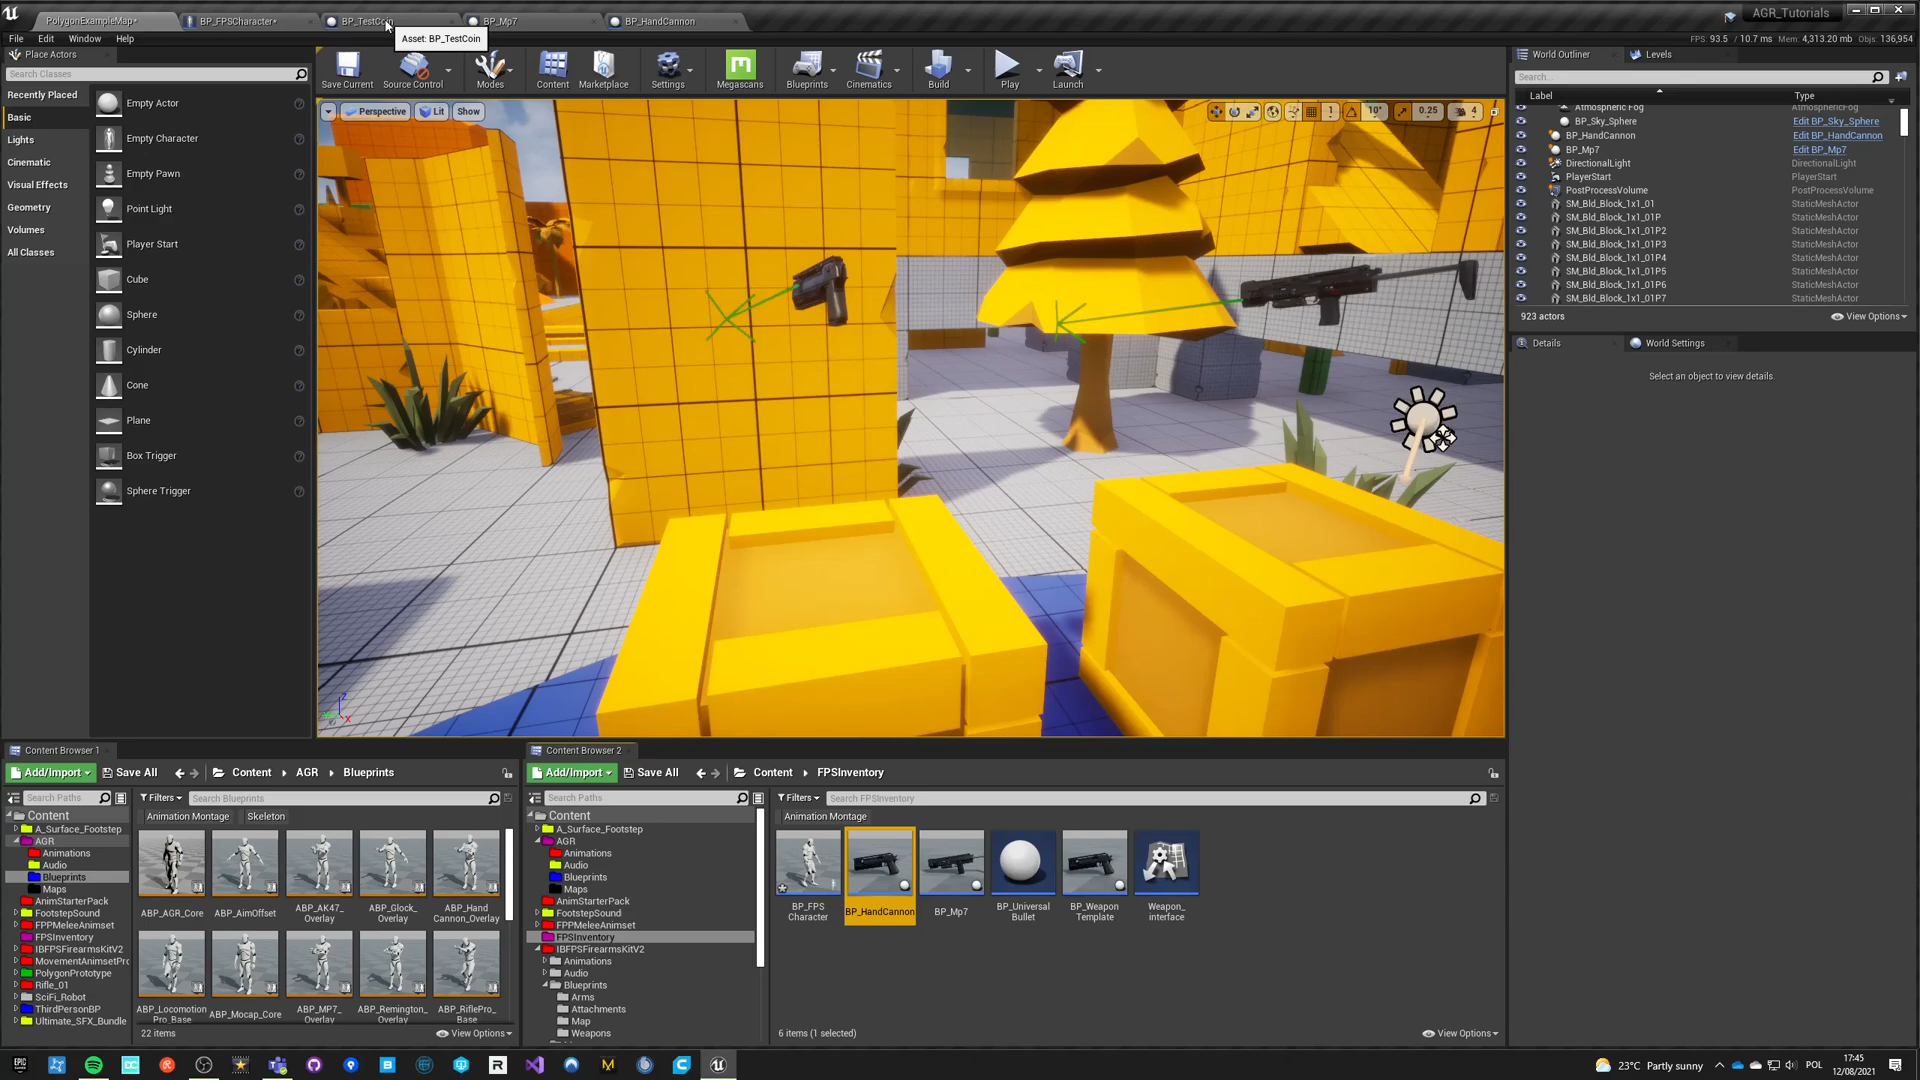 PolygonExampleMap*
BP_FPSCharacter*
BP_TestCoin
BP_Mp7
BP_HandCannon
AGR_Tutorials
Asset: BP_TestCoin
File Edit Window Help
FPS: 93.5 / 10.7 ms Mem: 4,313.20 mb Objs: 136,954
Place Actors
Search Classes
Recently Placed
Basic
Lights
Cinematic
Visual Effects
Geometry
Volumes
All Classes
Empty Actor
Empty Character
Empty Pawn
Point Light
Player Start
Cube
Sphere
Cylinder
Cone
Plane
Box Trigger
Sphere Trigger
Save Current
Source Control
Modes
Content
Marketplace
Settings
Megascans
Blueprints
Cinematics
Build
Play
Launch
Perspective
Lit
Show
1
10°
0.25
4
World Outliner
Levels
Search...
Label Type
Atmospheric Fog AtmosphericFog
BP_Sky_Sphere Edit BP_Sky_Sphere
BP_HandCannon Edit BP_HandCannon
BP_Mp7 Edit BP_Mp7
DirectionalLight DirectionalLight
PlayerStart PlayerStart
PostProcessVolume PostProcessVolume
SM_Bld_Block_1x1_01 StaticMeshActor
SM_Bld_Block_1x1_01P StaticMeshActor
SM_Bld_Block_1x1_01P2 StaticMeshActor
SM_Bld_Block_1x1_01P3 StaticMeshActor
SM_Bld_Block_1x1_01P4 StaticMeshActor
SM_Bld_Block_1x1_01P5 StaticMeshActor
SM_Bld_Block_1x1_01P6 StaticMeshActor
SM_Bld_Block_1x1_01P7 StaticMeshActor
923 actors
View Options
Details
World Settings
Select an object to view details.
z
x
Content Browser 1
Add/Import
Save All
Content
AGR
Blueprints
Search Paths
Filters
Search Blueprints
Animation Montage
Skeleton
Content
A_Surface_Footstep
AGR
Animations
Audio
Blueprints
Maps
AnimStarterPack
FootstepSound
FPPMeleeAnimset
FPSInventory
IBFPSFirearmsKitV2
MovementAnimsetPro
PolygonPrototype
Rifle_01
SciFi_Robot
ThirdPersonBP
Ultimate_SFX_Bundle
ABP_AGR_Core
ABP_AimOffset
ABP_AK47_
Overlay
ABP_Glock_
Overlay
ABP_Hand
Cannon_Overlay
ABP_Locomotion
Pro_Base
ABP_Mocap_Core
ABP_MP7_
Overlay
ABP_Remington_
Overlay
ABP_RiflePro_
Base
22 items
View Options
Content Browser 2
Add/Import
Save All
Content
FPSInventory
Search Paths
Filters
Search FPSInventory
Animation Montage
Content
A_Surface_Footstep
AGR
Animations
Audio
Blueprints
Maps
AnimStarterPack
FootstepSound
FPPMeleeAnimset
FPSInventory
IBFPSFirearmsKitV2
Animations
Audio
Blueprints
Arms
Attachments
Map
Weapons
BP_FPS
Character
BP_HandCannon
BP_Mp7
BP_Universal
Bullet
BP_Weapon
Template
Weapon_
interface
6 items (1 selected)
View Options
23°C Partly sunny
POL
17:45
12/08/2021